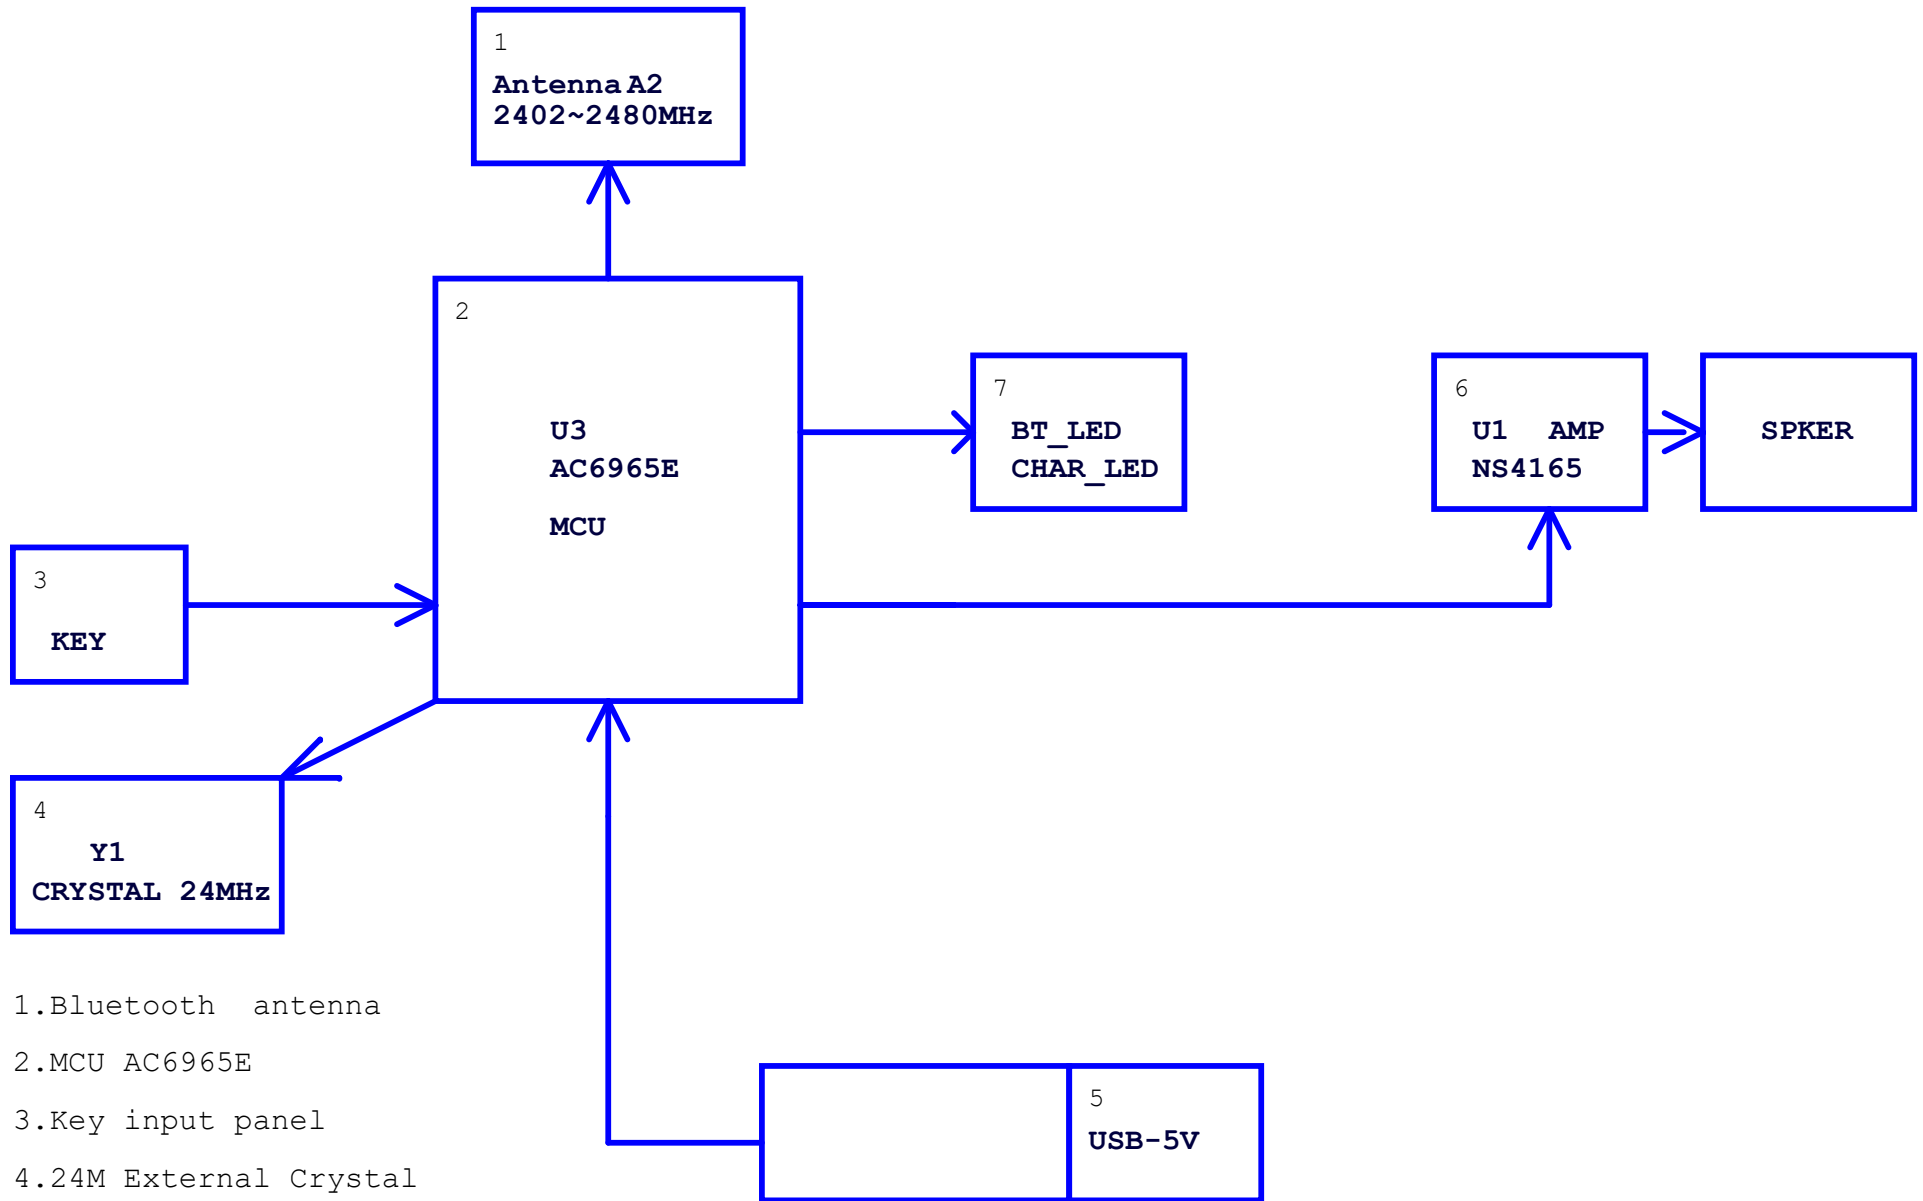 1
Antenna A2
2402~2480MHz
2
U3
AC6965E
MCU
7
BT_LED
CHAR_LED
6
U1 AMP
NS4165
SPKER
3
KEY
4
Y1
CRYSTAL 24MHz
5
USB-5V
1.Bluetooth antenna
2.MCU AC6965E
3.Key input panel
4.24M External Crystal